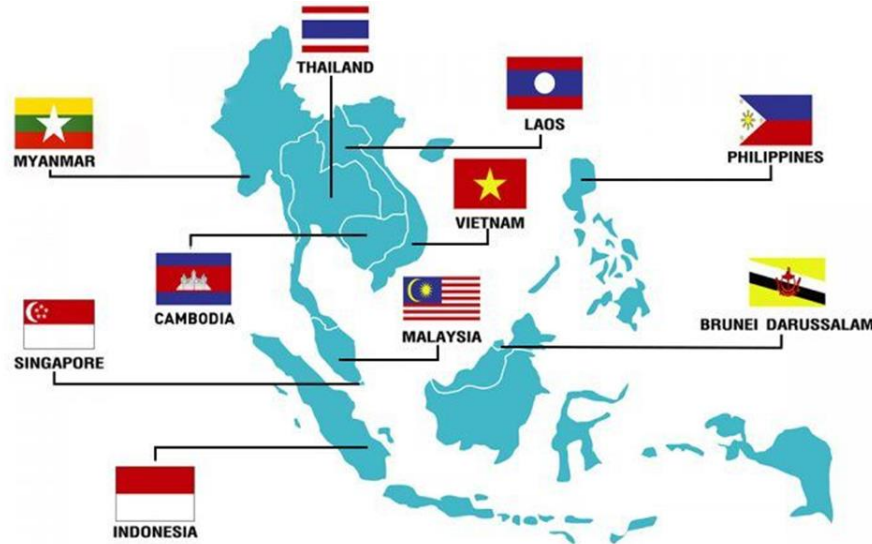 THAILAND
LAOS
MYANMAR
PHILIPPINES
VIETNAM
CAMBODIA
MALAYSIA
BRUNEI DARUSSALAM
SINGAPORE
INDONESIA